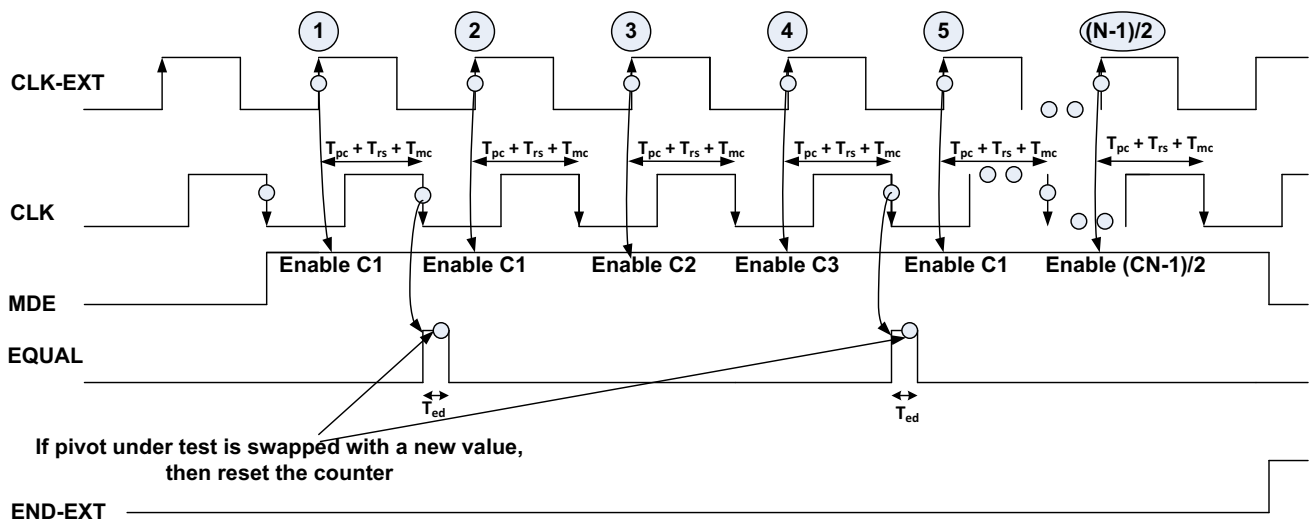 1 2 3 4 5 (N-1)/2
CLK-EXT
Tpc + Trs + Tmc Tpc + Trs + Tmc Tpc + Trs + Tmc Tpc + Trs + Tmc Tpc + Trs + Tmc Tpc + Trs + Tmc
CLK
Enable C1 Enable C1 Enable C2 Enable C3 Enable C1 Enable (CN-1)/2
MDE
EQUAL
Ted Ted
If pivot under test is swapped with a new value,
then reset the counter
END-EXT